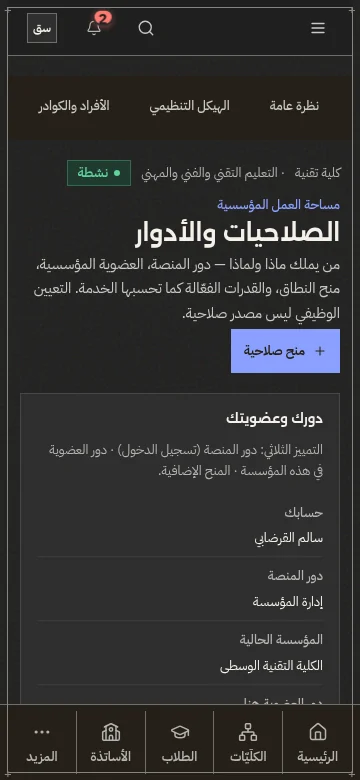 سق
2
نظرة عامة
الهيكل التنظيمي
الأفراد والكوادر
كلية تقنية · التعليم التقني والفني والمهني
نشطة
مساحة العمل المؤسسية
الصلاحيات والأدوار
من يملك ماذا ولماذا — دور المنصة، العضوية المؤسسية،
منح النطاق، والقدرات الفعّالة كما تحسبها الخدمة. التعيين
الوظيفي ليس مصدر صلاحية.
+ منح صلاحية
دورك وعضويتك
التمييز الثلاثي: دور المنصة (تسجيل الدخول) · دور العضوية
في هذه المؤسسة · المنح الإضافية.
حسابك
سالم القرضابي
دور المنصة
إدارة المؤسسة
المؤسسة الحالية
الكلية التقنية الوسطى
الرئيسية
الكليّات
الطلاب
الأساتذة
المزيد